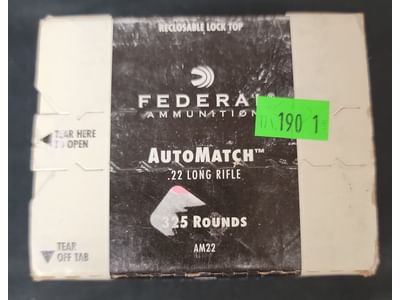 RECLOSABLE LOCK TOP
FEDERAL
AMMUNITION
190 1
TEAR HERE
TO OPEN
AUTOMATCH™
.22 LONG RIFLE
325 ROUNDS
TEAR
OFF TAB
AM22